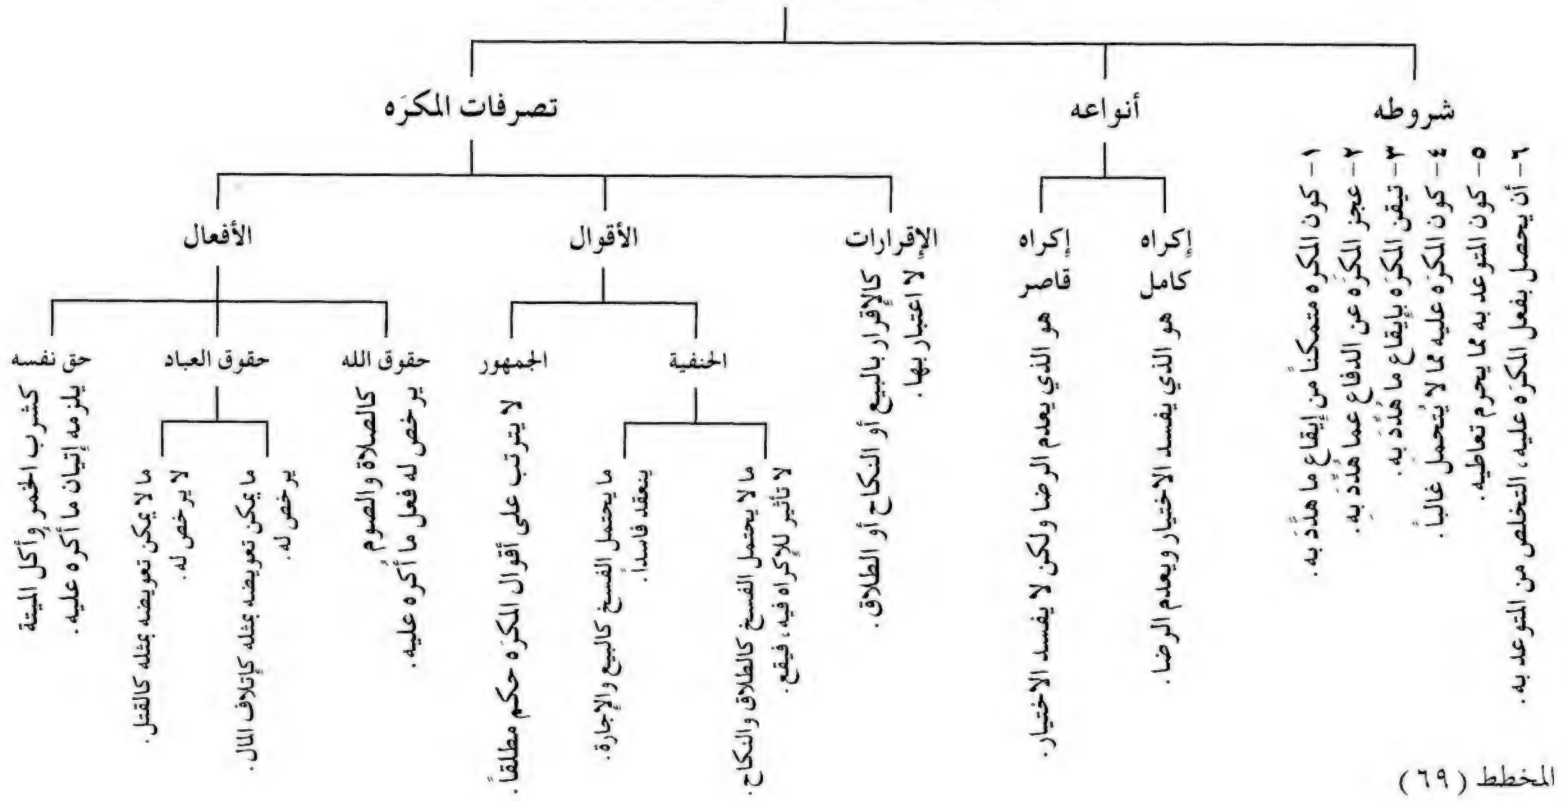 شروطه
١ – كون المكرِه متمكناً من إيقاع ما هدَّدَ به.
٢ – عجز المكرَه عن الدفاع عما هُدِّدَ به.
٣ – تيقن المكرَه بإيقاع ما هُدِّدَ به.
٤ – كون المكرَه عليه مما لا يُتحمل غالباً.
٥ – كون المتوعد به مما يحرم تعاطيه.
٦ – أن يحصل بفعل المكرَه عليه، التخلص من المتوعد به.
أنواعه
إكراه
كامل
هو الذي يفسد الاختيار ويعدم الرضا.
إكراه
قاصر
هو الذي يعدم الرضا ولكن لا يفسد الاختيار.
تصرفات المكرَه
الإقرارات
كالإقرار بالبيع أو النكاح أو الطلاق.
لا اعتبار بها.
الأقوال
الحنفية
ما لا يحتمل الفسخ كالطلاق والنكاح.
لا تأثير للإكراه فيه، فيقع.
ما يحتمل الفسخ كالبيع والإجارة.
ينعقد فاسداً.
الجمهور
لا يترتب على أقوال المكرَه حكم مطلقاً.
الأفعال
حقوق الله
كالصلاة والصوم
يرخص له فعل ما أكره عليه.
حقوق العباد
ما يمكن تعويضه بمثله كإتلاف المال.
يرخص له.
ما لا يمكن تعويضه بمثله كالقتل.
لا يرخص له.
حق نفسه
كشرب الخمر وأكل الميتة
يلزمه إتيان ما أكره عليه.
المخطط (٦٩)